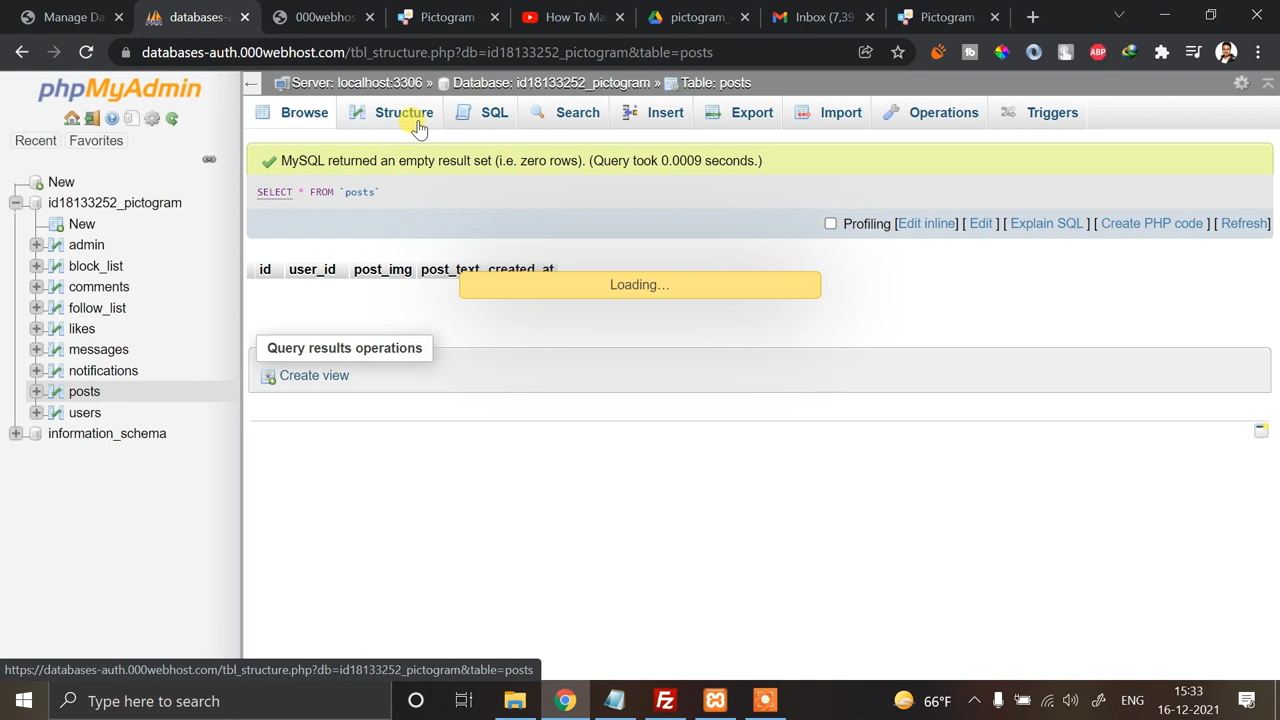 Manage Da
databases-
000webhos
Pictogram -
How To Ma
pictogram_
Inbox (7,39
Pictogram
databases-auth.000webhost.com/tbl_structure.php?db=id18133252_pictogram&table=posts
phpMyAdmin
Recent
Favorites
New
id18133252_pictogram
New
admin
block_list
comments
follow_list
likes
messages
notifications
posts
users
information_schema
Server: localhost:3306 » Database: id18133252_pictogram » Table: posts
Browse
Structure
SQL
Search
Insert
Export
Import
Operations
Triggers
MySQL returned an empty result set (i.e. zero rows). (Query took 0.0009 seconds.)
SELECT * FROM `posts`
Profiling [Edit inline] [ Edit ] [ Explain SQL ] [ Create PHP code ] [ Refresh]
id user_id post_img post_text created_at
Loading…
Query results operations
Create view
https://databases-auth.000webhost.com/tbl_structure.php?db=id18133252_pictogram&table=posts
Type here to search
66°F
ENG
15:33
16-12-2021